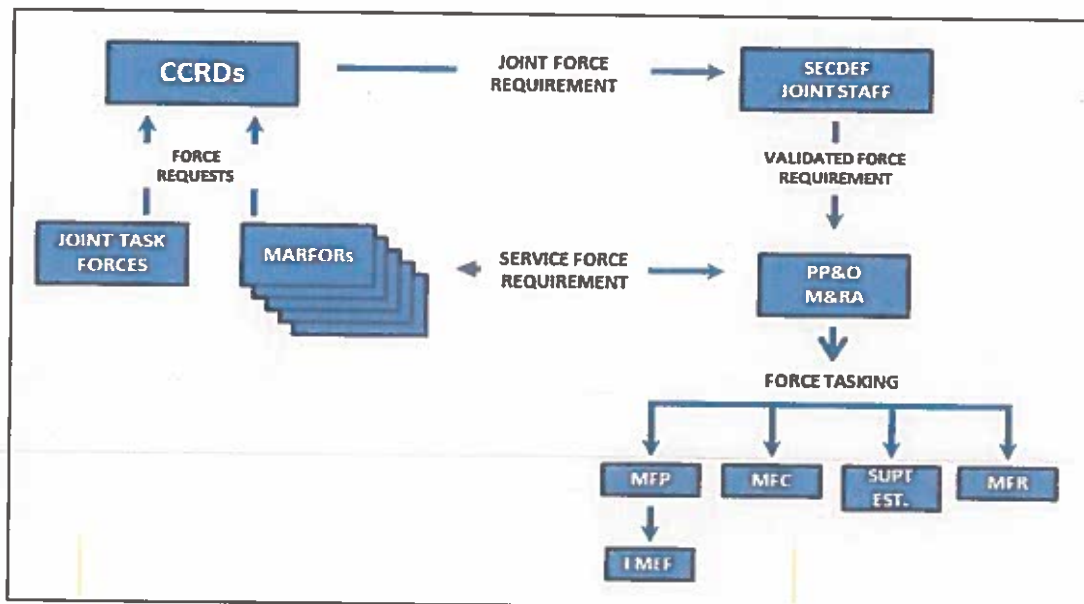 CCRDs
JOINT FORCE
REQUIREMENT
SECDEF
JOINT STAFF
FORCE
REQUESTS
VALIDATED FORCE
REQUIREMENT
JOINT TASK
FORCES
MARFORs
SERVICE FORCE
REQUIREMENT
PP&O
M&RA
FORCE TASKING
MFP
MFC
SUPT
EST.
MFR
I MEF